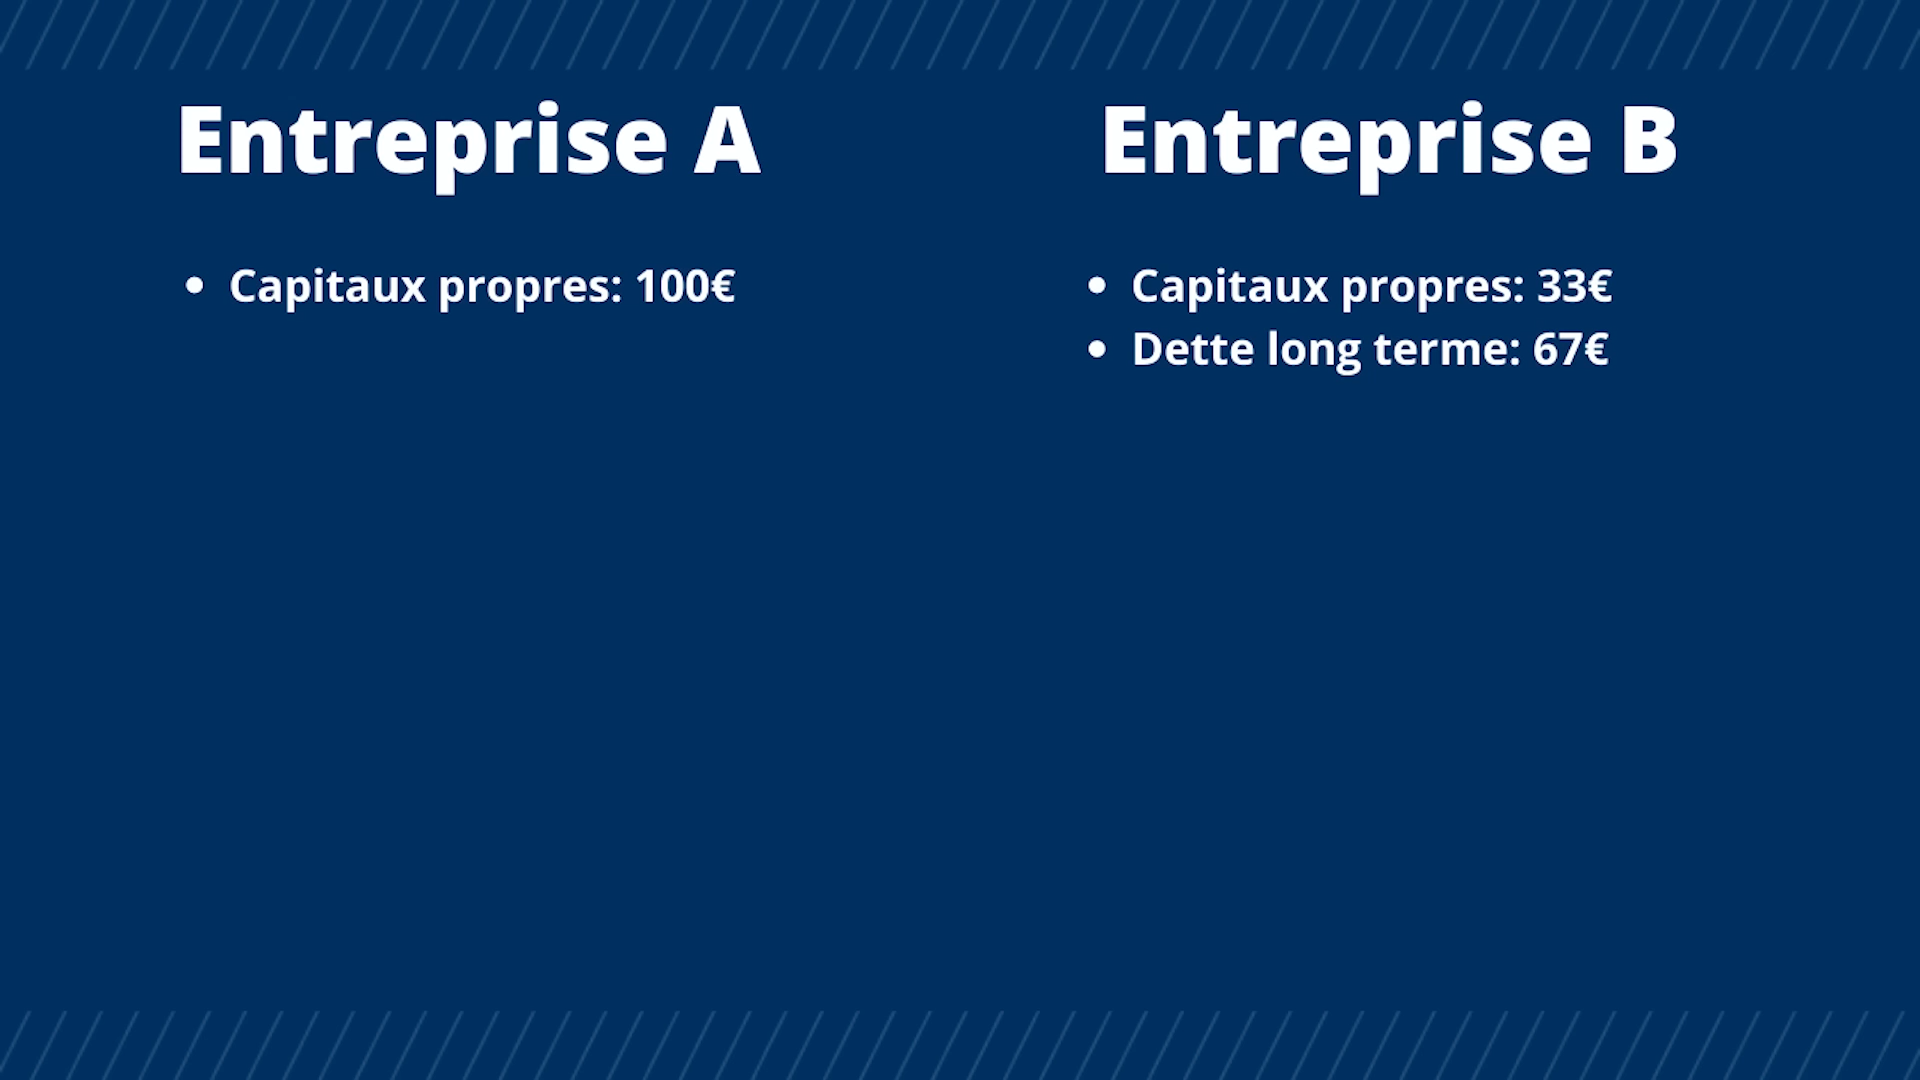 Entreprise A
• Capitaux propres: 100€
Entreprise B
• Capitaux propres: 33€
• Dette long terme: 67€